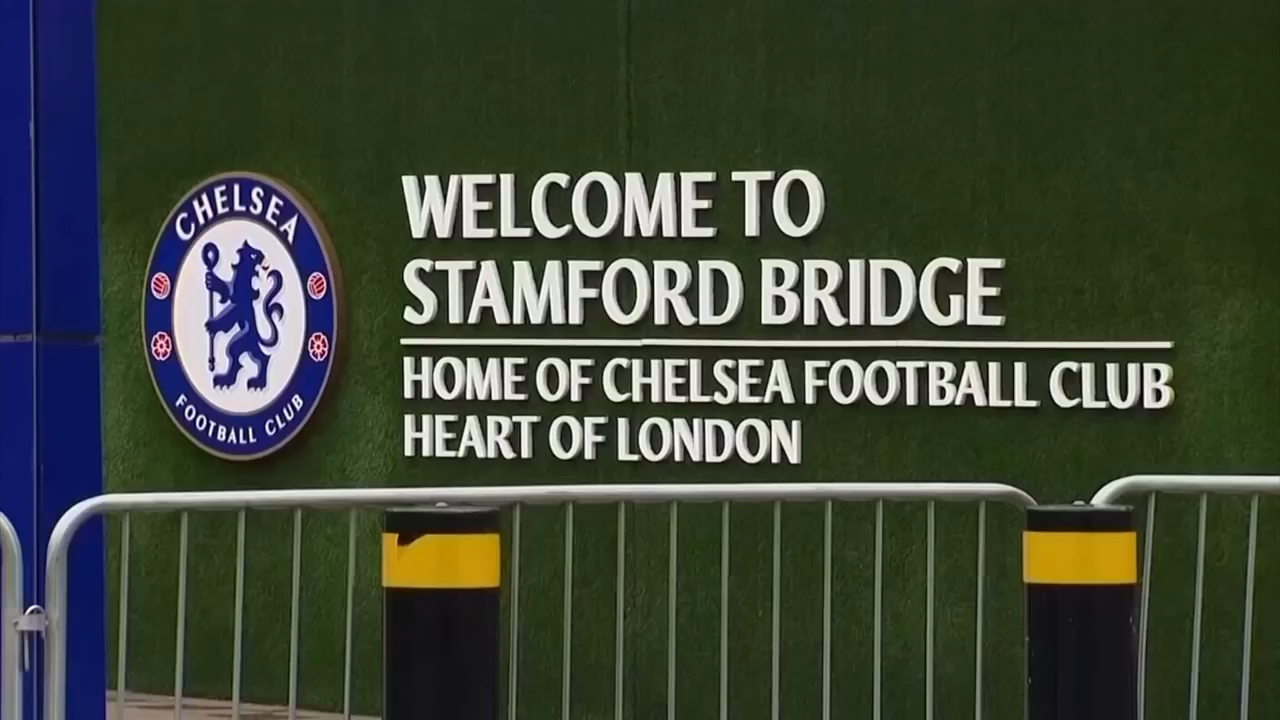 CHELSEA
FOOTBALL CLUB
WELCOME TO
STAMFORD BRIDGE
HOME OF CHELSEA FOOTBALL CLUB
HEART OF LONDON